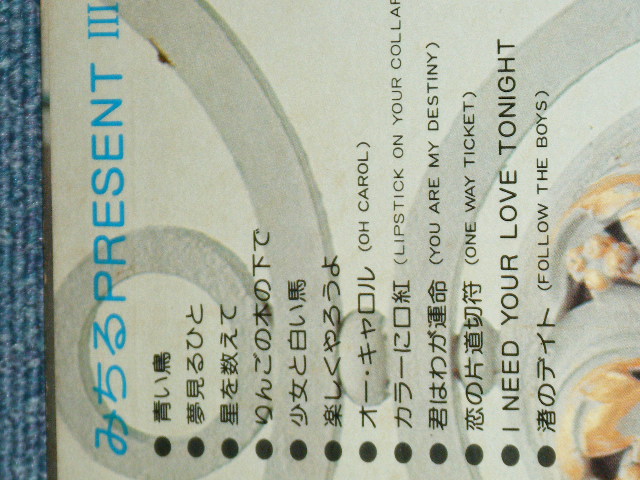 みちるPRESENT III
●青い鳥
●夢見るひと
●星を数えて
●りんごの木の下で
●少女と白い馬
●楽しくやろうよ
●オー・キャロル (OH CAROL)
●カラーに口紅 (LIPSTICK ON YOUR COLLAR
●君はわが運命 (YOU ARE MY DESTINY)
●恋の片道切符 (ONE WAY TICKET)
●I NEED YOUR LOVE TONIGHT
●渚のデイト (FOLLOW THE BOYS)